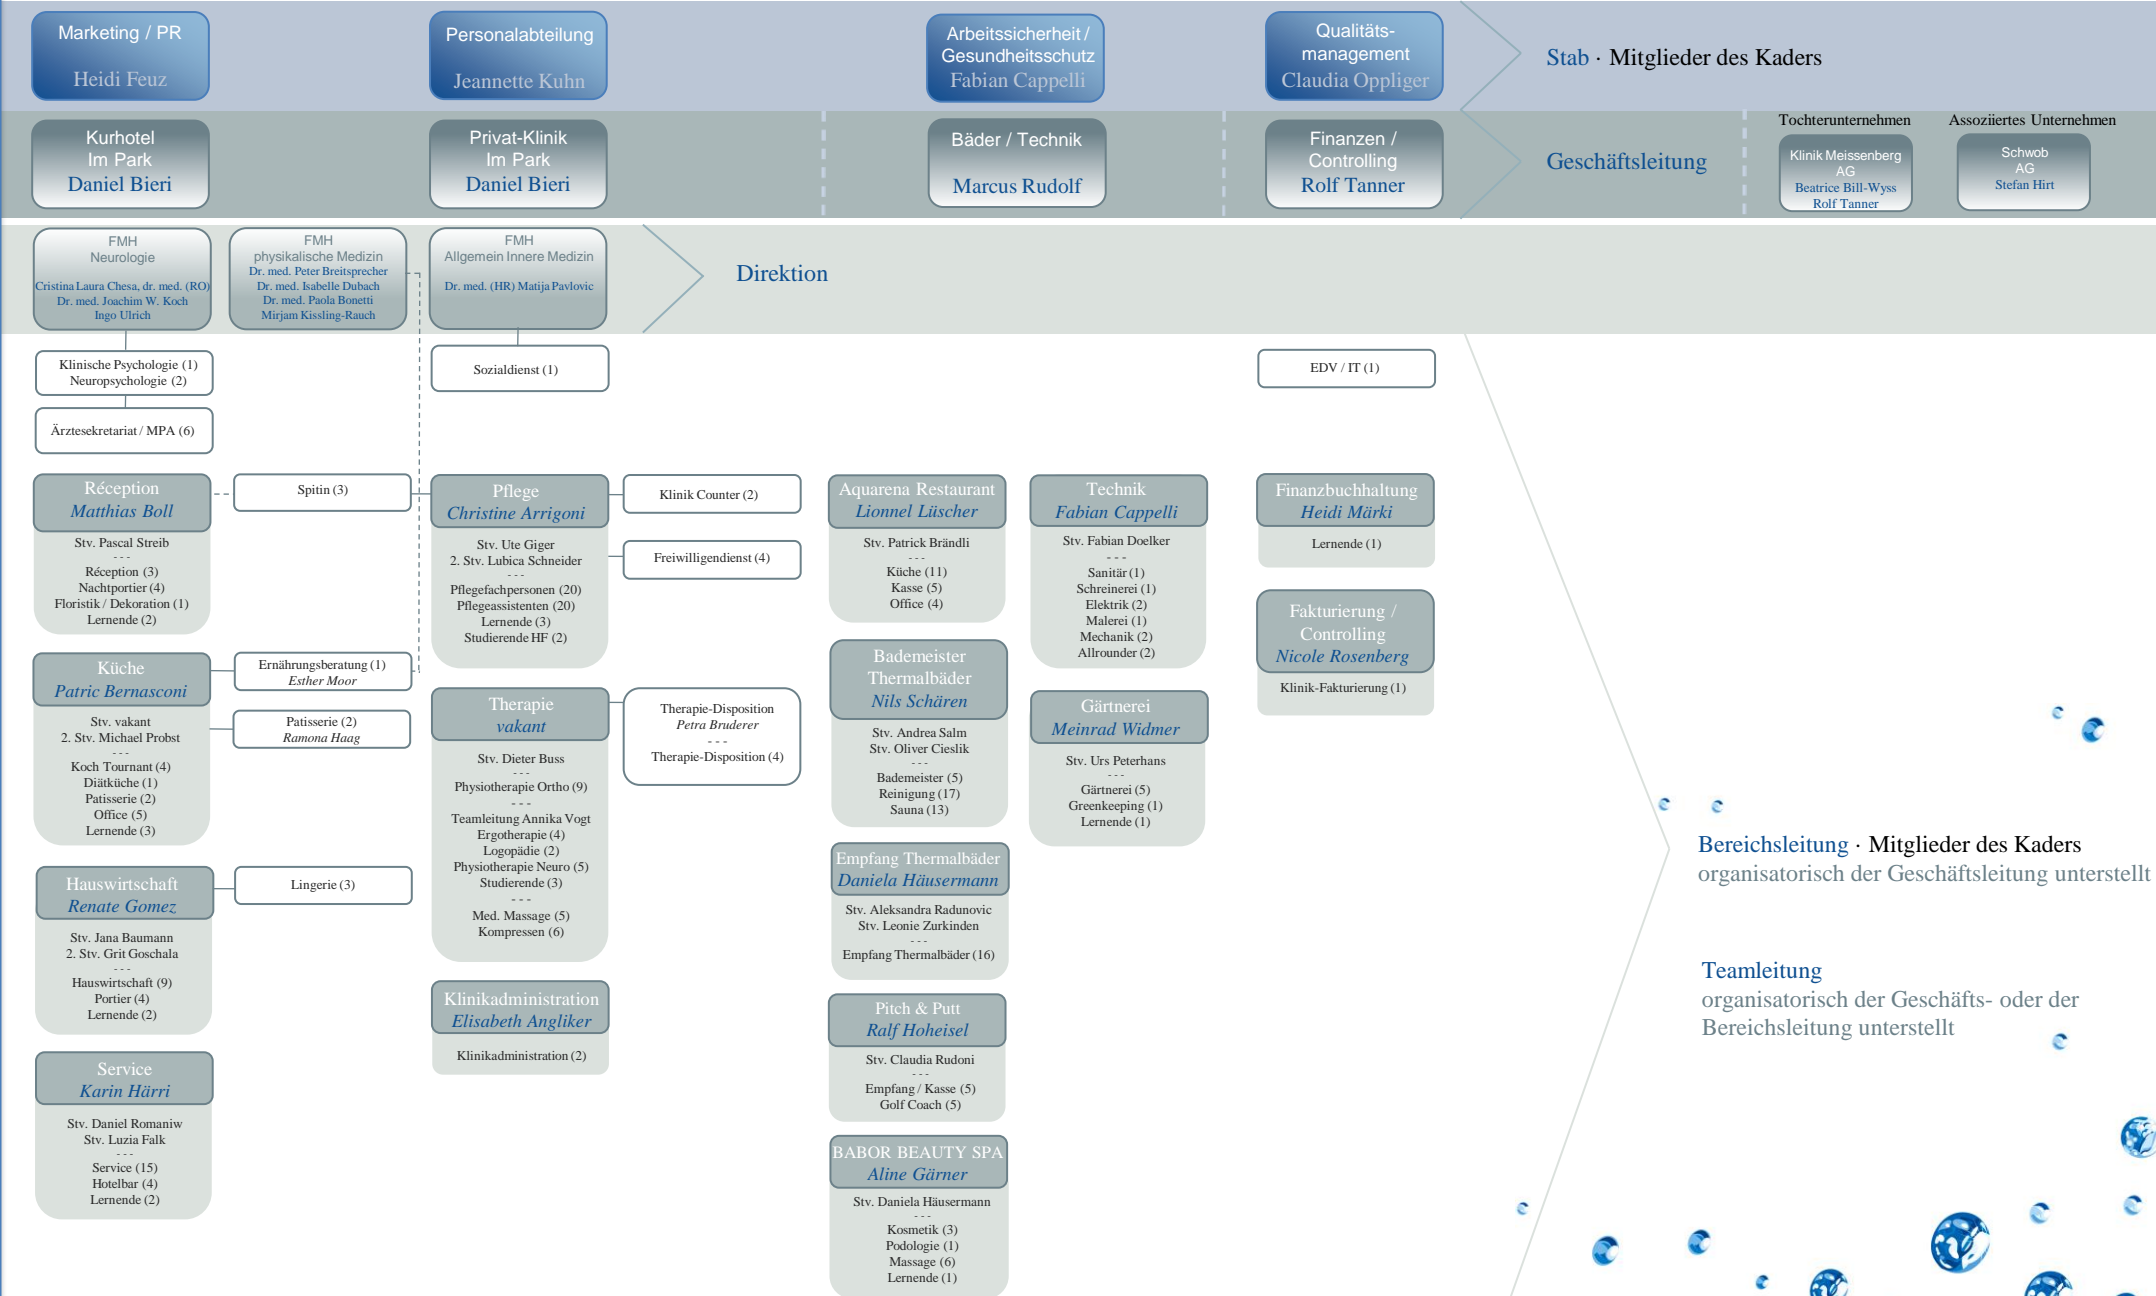 Marketing / PR
Heidi Feuz
Personalabteilung
Jeannette Kuhn
Arbeitssicherheit /
Gesundheitsschutz
Fabian Cappelli
Qualitäts-
management
Claudia Oppliger
Stab · Mitglieder des Kaders
Kurhotel
Im Park
Daniel Bieri
Privat-Klinik
Im Park
Daniel Bieri
Bäder / Technik
Marcus Rudolf
Finanzen /
Controlling
Rolf Tanner
Geschäftsleitung
Tochterunternehmen
Klinik Meissenberg
AG
Beatrice Bill-Wyss
Rolf Tanner
Assoziiertes Unternehmen
Schwob
AG
Stefan Hirt
FMH
Neurologie
Cristina Laura Chesa, dr. med. (RO)
Dr. med. Joachim W. Koch
Ingo Ulrich
FMH
physikalische Medizin
Dr. med. Peter Breitsprecher
Dr. med. Isabelle Dubach
Dr. med. Paola Bonetti
Mirjam Kissling-Rauch
FMH
Allgemein Innere Medizin
Dr. med. (HR) Matija Pavlovic
Direktion
Klinische Psychologie (1)
Neuropsychologie (2)
Ärztesekretariat / MPA (6)
Sozialdienst (1)
EDV / IT (1)
Réception
Matthias Boll
Stv. Pascal Streib
- - -
Réception (3)
Nachtportier (4)
Floristik / Dekoration (1)
Lernende (2)
Spitin (3)
Küche
Patric Bernasconi
Stv. vakant
2. Stv. Michael Probst
- - -
Koch Tournant (4)
Diätküche (1)
Patisserie (2)
Office (5)
Lernende (3)
Ernährungsberatung (1)
Esther Moor
Patisserie (2)
Ramona Haag
Hauswirtschaft
Renate Gomez
Stv. Jana Baumann
2. Stv. Grit Goschala
- - -
Hauswirtschaft (9)
Portier (4)
Lernende (2)
Lingerie (3)
Service
Karin Härri
Stv. Daniel Romaniw
Stv. Luzia Falk
- - -
Service (15)
Hotelbar (4)
Lernende (2)
Pflege
Christine Arrigoni
Stv. Ute Giger
2. Stv. Lubica Schneider
- - -
Pflegefachpersonen (20)
Pflegeassistenten (20)
Lernende (3)
Studierende HF (2)
Klinik Counter (2)
Freiwilligendienst (4)
Therapie
vakant
Stv. Dieter Buss
- - -
Physiotherapie Ortho (9)
- - -
Teamleitung Annika Vogt
Ergotherapie (4)
Logopädie (2)
Physiotherapie Neuro (5)
Studierende (3)
- - -
Med. Massage (5)
Kompressen (6)
Therapie-Disposition
Petra Bruderer
- - -
Therapie-Disposition (4)
Klinikadministration
Elisabeth Angliker
Klinikadministration (2)
Aquarena Restaurant
Lionnel Lüscher
Stv. Patrick Brändli
- - -
Küche (11)
Kasse (5)
Office (4)
Bademeister
Thermalbäder
Nils Schären
Stv. Andrea Salm
Stv. Oliver Cieslik
- - -
Bademeister (5)
Reinigung (17)
Sauna (13)
Empfang Thermalbäder
Daniela Häusermann
Stv. Aleksandra Radunovic
Stv. Leonie Zurkinden
- - -
Empfang Thermalbäder (16)
Pitch & Putt
Ralf Hoheisel
Stv. Claudia Rudoni
- - -
Empfang / Kasse (5)
Golf Coach (5)
BABOR BEAUTY SPA
Aline Gärner
Stv. Daniela Häusermann
- - -
Kosmetik (3)
Podologie (1)
Massage (6)
Lernende (1)
Technik
Fabian Cappelli
Stv. Fabian Doelker
- - -
Sanitär (1)
Schreinerei (1)
Elektrik (2)
Malerei (1)
Mechanik (2)
Allrounder (2)
Gärtnerei
Meinrad Widmer
Stv. Urs Peterhans
- - -
Gärtnerei (5)
Greenkeeping (1)
Lernende (1)
Finanzbuchhaltung
Heidi Märki
Lernende (1)
Fakturierung /
Controlling
Nicole Rosenberg
Klinik-Fakturierung (1)
Bereichsleitung · Mitglieder des Kaders
organisatorisch der Geschäftsleitung unterstellt
Teamleitung
organisatorisch der Geschäfts- oder der
Bereichsleitung unterstellt